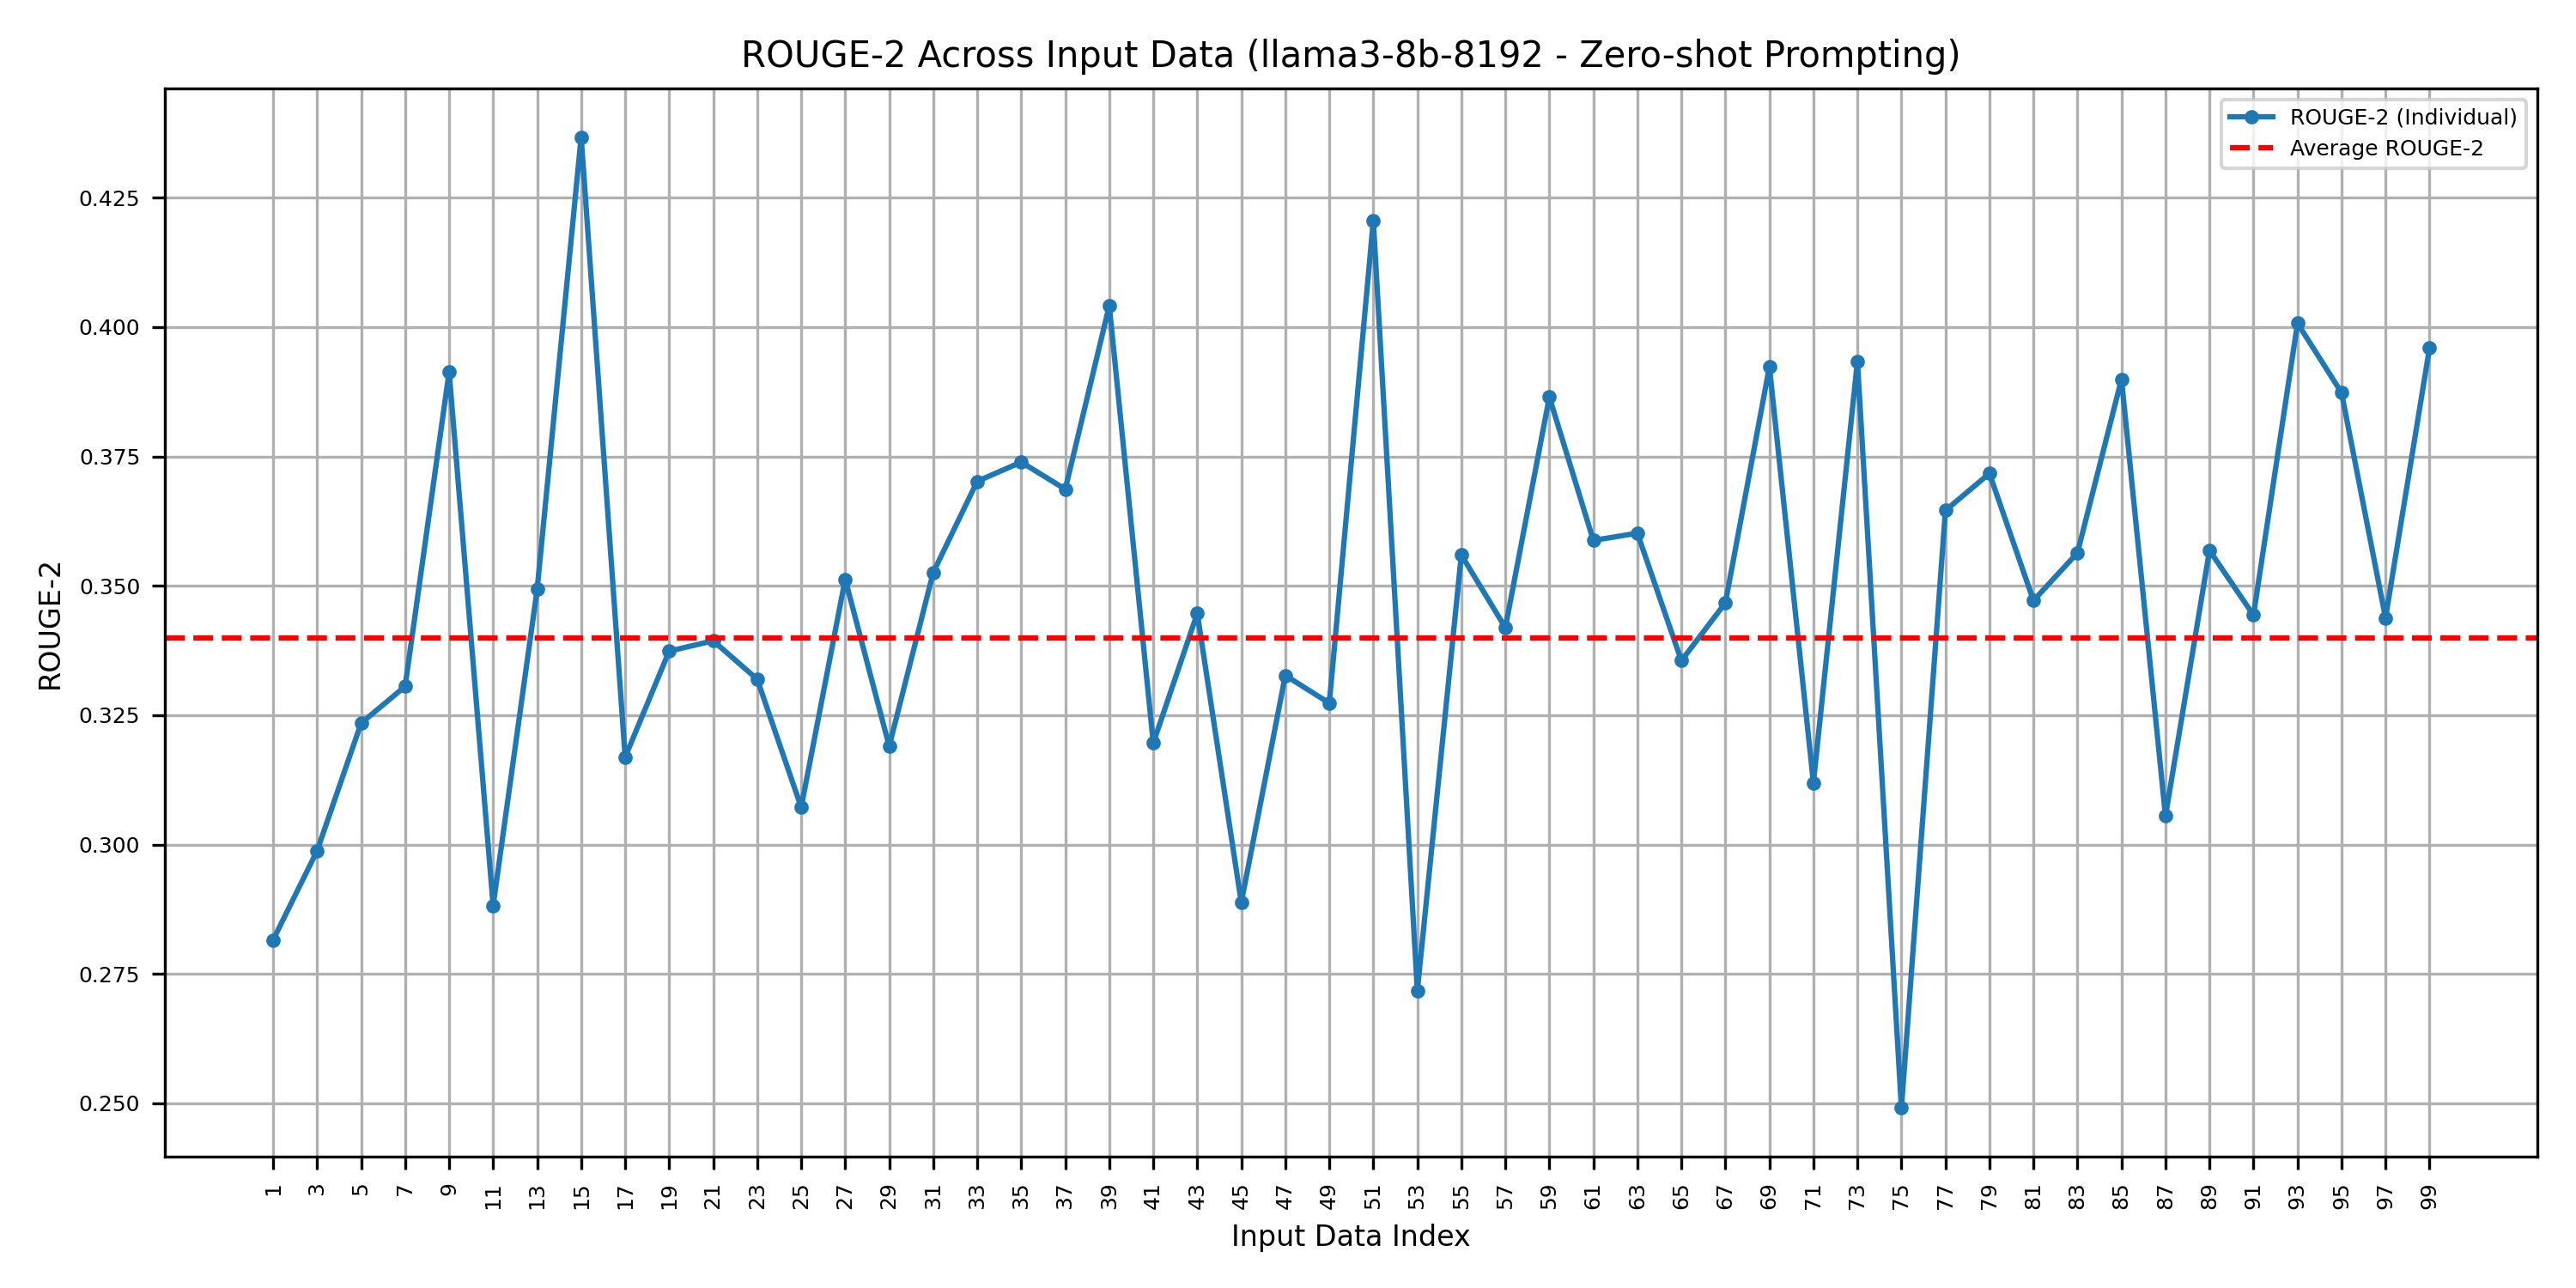 ROUGE-2 Across Input Data (llama3-8b-8192 - Zero-shot Prompting)
ROUGE-2 (Individual)
Average ROUGE-2
0.425
0.400
0.375
0.350
0.325
0.300
0.275
0.250
ROUGE-2
1 3 5 7 9 11 13 15 17 19 21 23 25 27 29 31 33 35 37 39 41 43 45 47 49 51 53 55 57 59 61 63 65 67 69 71 73 75 77 79 81 83 85 87 89 91 93 95 97 99
Input Data Index